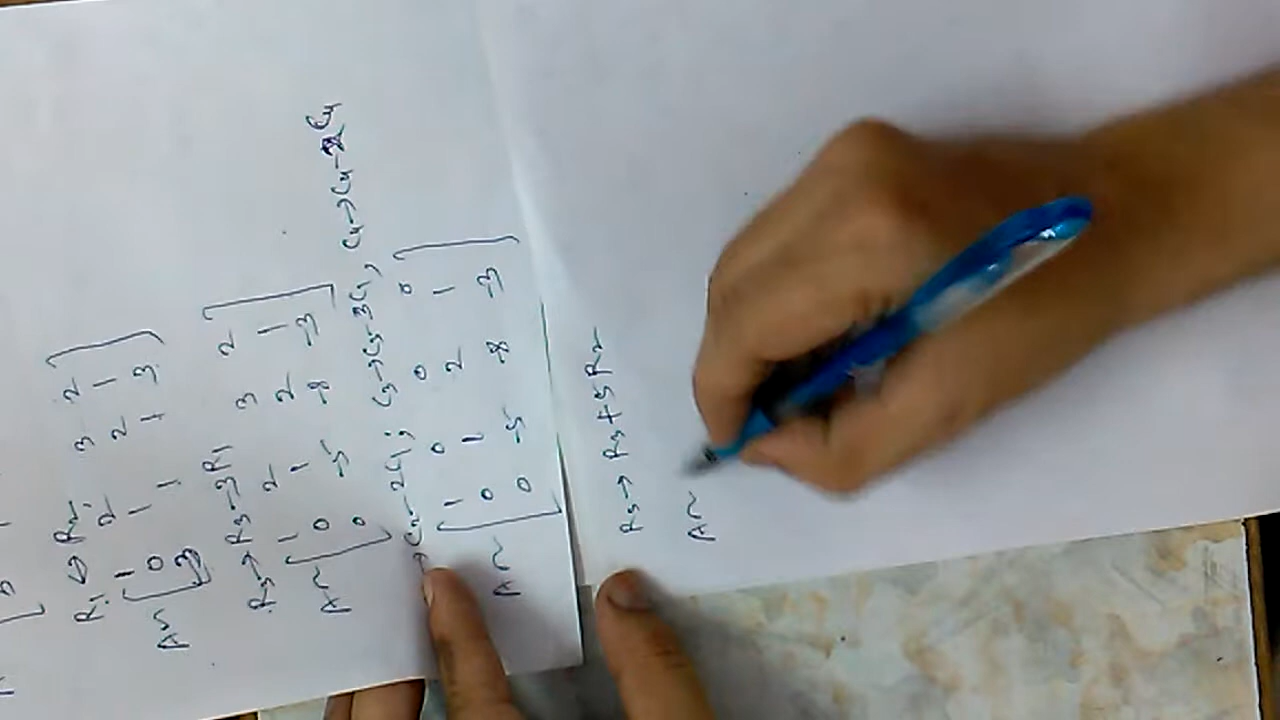 R₁ ↔ R₂
A ~ [ 1 2 3 2
0 1 2 1
3 1 1 3 ]
R₃ → R₃ - 3R₁
A ~ [ 1 2 3 2
0 1 2 1
0 -5 -8 -3 ]
→ C₂ - 2C₁; C₃ → C₃ - 3C₁, C₄ → C₄ -
A ~ [ 1 0 0 0
0 1 2 1
0 -5 -8 -3 ]
R₃ → R₃ + 5R₂
A ~